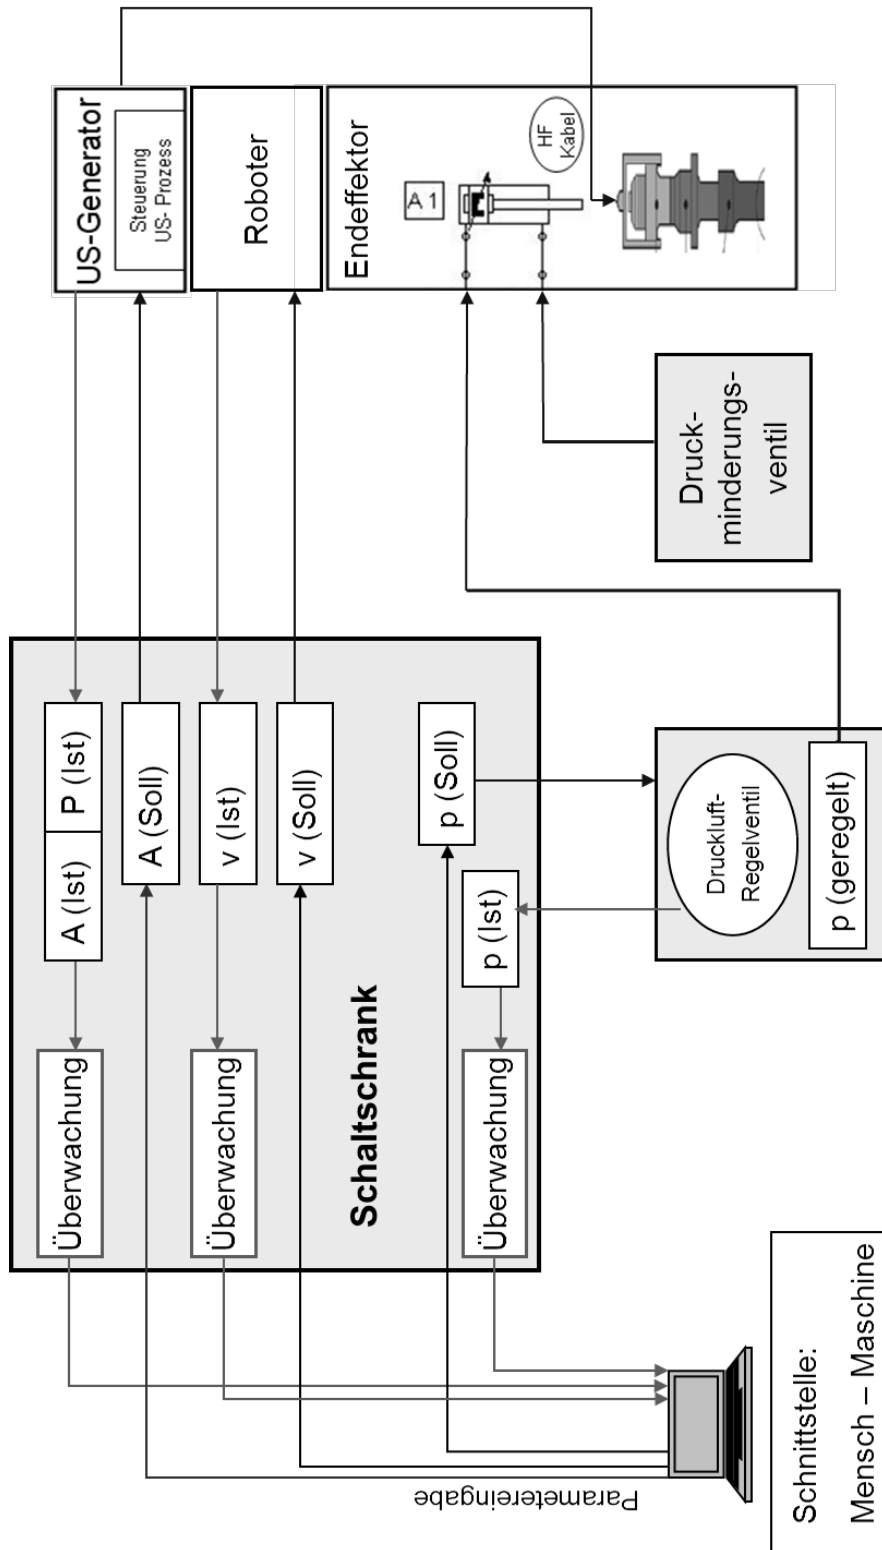 US-Generator
Steuerung
US- Prozess
Roboter
Endeffektor
A 1
HF
Kabel
Druck-
minderungs-
ventil
A (Ist)
P (Ist)
A (Soll)
v (Ist)
v (Soll)
p (Soll)
p (Ist)
Überwachung
Überwachung
Überwachung
Schaltschrank
Druckluft-
Regelventil
p (geregelt)
Parametereingabe
Schnittstelle:
Mensch – Maschine